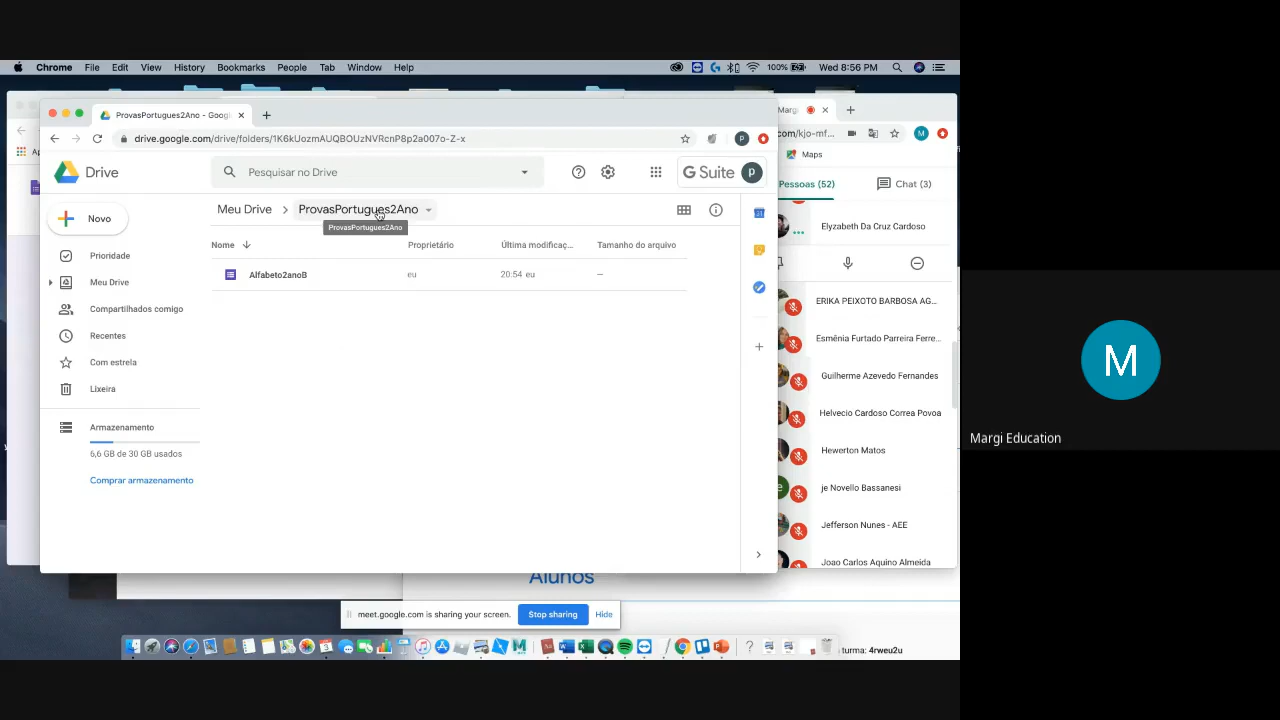 Chrome File Edit View History Bookmarks People Tab Window Help
100% Wed 8:56 PM
ProvasPortugues2Ano - Goog
Margi
drive.google.com/drive/folders/1K6kUozmAUQBOUzNVRcnP8p2a007o-Z-x
P
com/kjo-mf...
M
Maps
Drive
Pesquisar no Drive
G Suite
P
Pessoas (52)
Chat (3)
Novo
Meu Drive
ProvasPortugues2Ano
ProvasPortugues2Ano
Nome
Proprietário
Última modificaç...
Tamanho do arquivo
Alfabeto2anoB
eu
20:54 eu
—
Prioridade
Meu Drive
Compartilhados comigo
Recentes
Com estrela
Lixeira
Armazenamento
6,6 GB de 30 GB usados
Comprar armazenamento
Elyzabeth Da Cruz Cardoso
ERIKA PEIXOTO BARBOSA AG...
Esmênia Furtado Parreira Ferre...
Guilherme Azevedo Fernandes
Helvecio Cardoso Correa Povoa
Hewerton Matos
je Novello Bassanesi
Jefferson Nunes - AEE
Joao Carlos Aquino Almeida
Alunos
meet.google.com is sharing your screen.
Stop sharing
Hide
turma: 4rweu2u
M
Margi Education